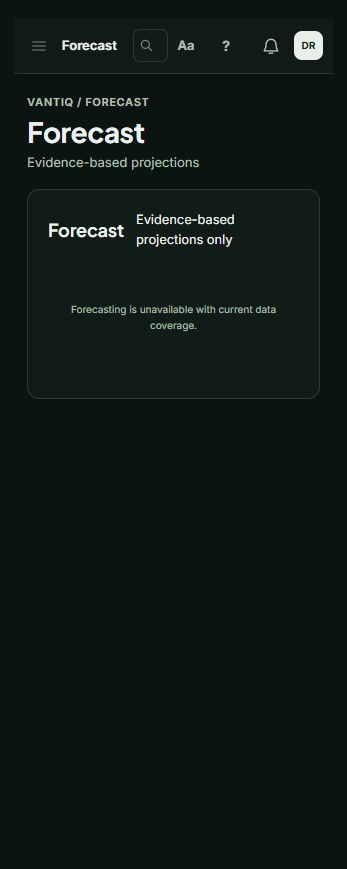 Forecast
Aa
?
DR
VANTIQ / FORECAST
Forecast
Evidence-based projections
Forecast
Evidence-based
projections only
Forecasting is unavailable with current data
coverage.